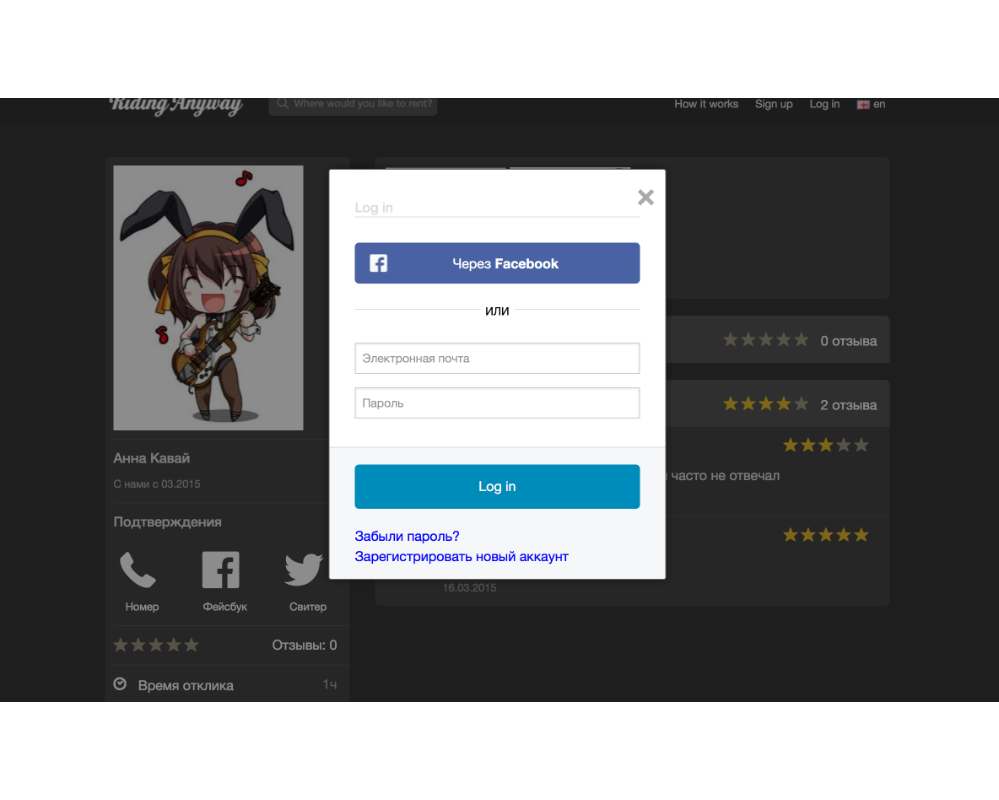 Riding Anyway
Where would you like to rent?
How it works Sign up Log in en
Log in
Через Facebook
или
Электронная почта
Пароль
Log in
Забыли пароль?
Зарегистрировать новый аккаунт
Анна Кавай
С нами с 03.2015
Подтверждения
Номер Фейсбук Свитер
Отзывы: 0
Время отклика 1ч
0 отзыва
2 отзыва
часто не отвечал
16.03.2015